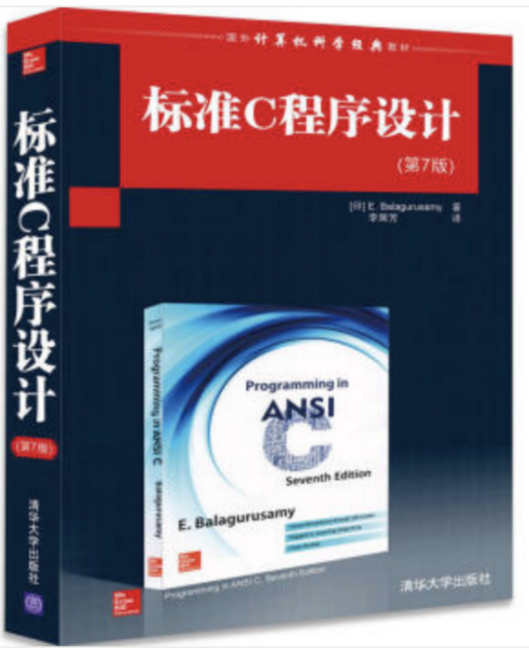 国外计算机科学经典教材
标准C程序设计
(第7版)
[印] E. Balagurusamy 著
李周芳 译
标准C程序设计
(第7版)
清华大学出版社
Programming in
ANSI
C
Seventh Edition
E. Balagurusamy
Programming in ANSI C
Balagurusamy
Programming in ANSI C, Seventh Edition
清华大学出版社